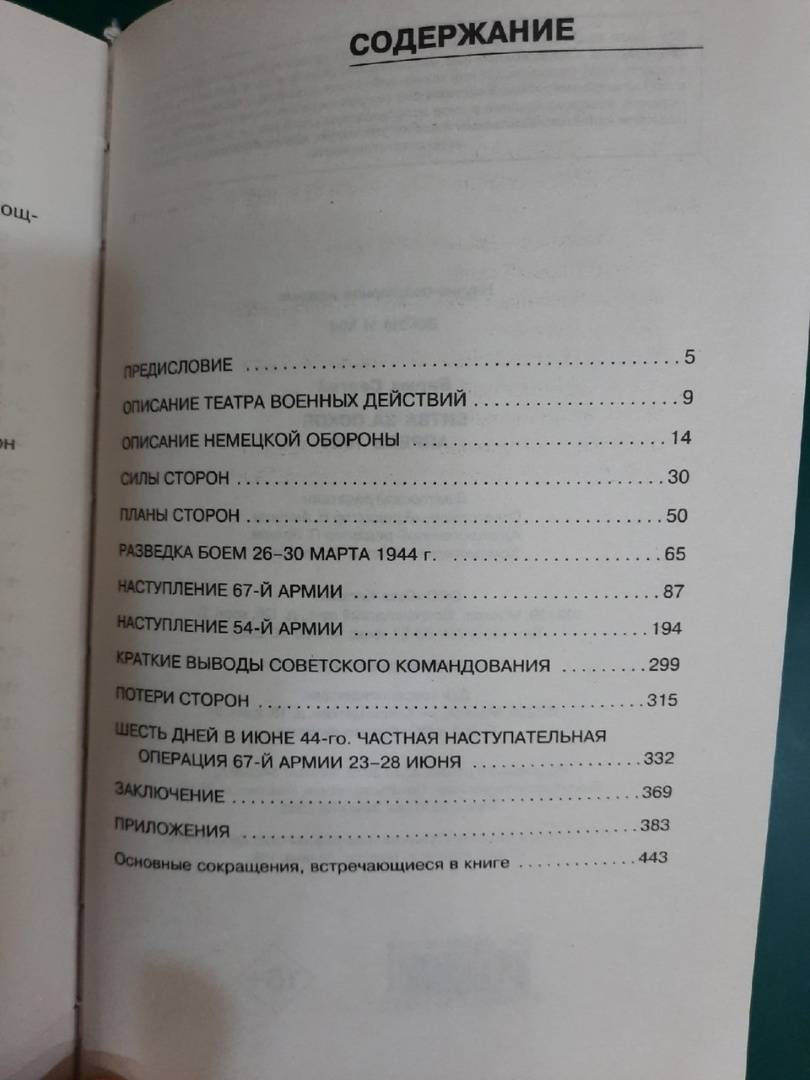 СОДЕРЖАНИЕ
ощ-
он
ПРЕДИСЛОВИЕ ........................................ 5
ОПИСАНИЕ ТЕАТРА ВОЕННЫХ ДЕЙСТВИЙ .................. 9
ОПИСАНИЕ НЕМЕЦКОЙ ОБОРОНЫ ........................ 14
СИЛЫ СТОРОН ........................................ 30
ПЛАНЫ СТОРОН ....................................... 50
РАЗВЕДКА БОЕМ 26–30 МАРТА 1944 г. .................. 65
НАСТУПЛЕНИЕ 67-Й АРМИИ ............................ 87
НАСТУПЛЕНИЕ 54-Й АРМИИ ............................ 194
КРАТКИЕ ВЫВОДЫ СОВЕТСКОГО КОМАНДОВАНИЯ ......... 299
ПОТЕРИ СТОРОН ...................................... 315
ШЕСТЬ ДНЕЙ В ИЮНЕ 44-го. ЧАСТНАЯ НАСТУПАТЕЛЬНАЯ
ОПЕРАЦИЯ 67-Й АРМИИ 23–28 ИЮНЯ .................. 332
ЗАКЛЮЧЕНИЕ ......................................... 369
ПРИЛОЖЕНИЯ ......................................... 383
Основные сокращения, встречающиеся в книге ............. 443